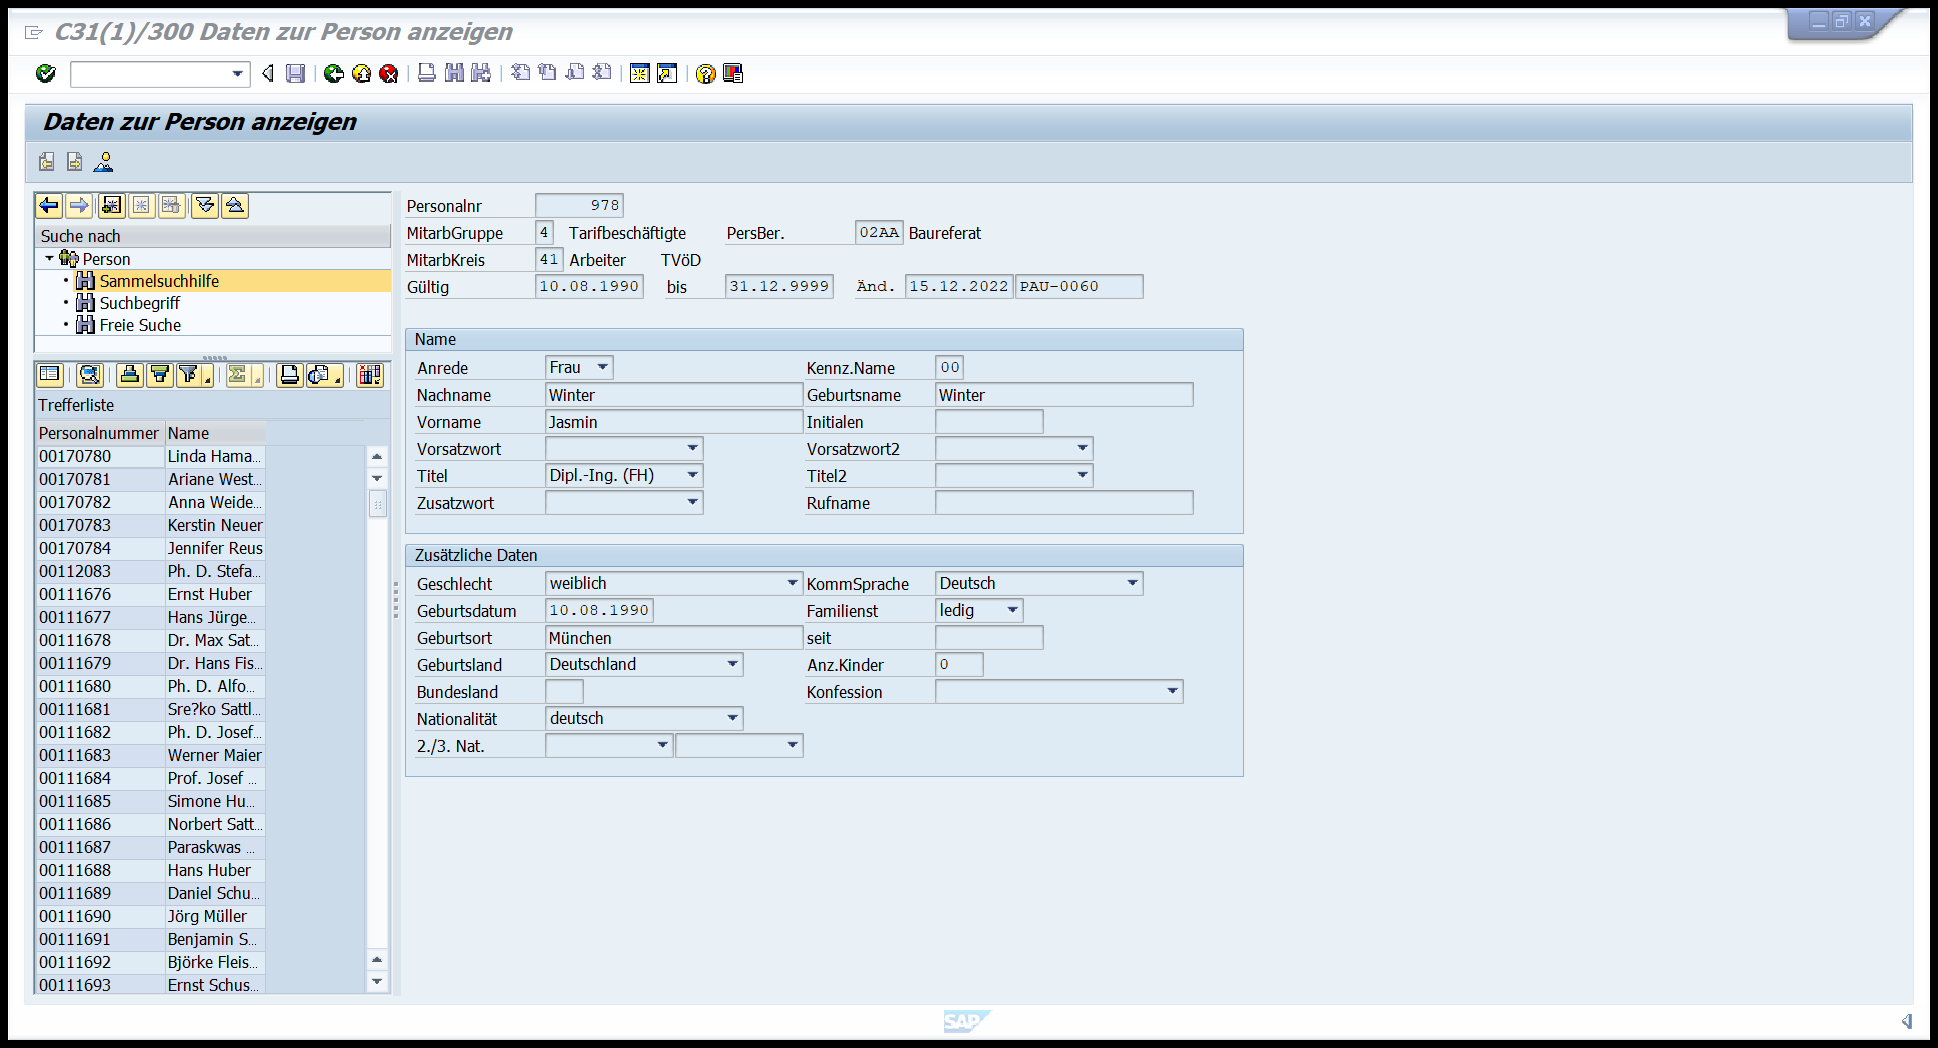 C31(1)/300 Daten zur Person anzeigen
Daten zur Person anzeigen
Suche nach
Person
Sammelsuchhilfe
Suchbegriff
Freie Suche
Trefferliste
Personalnummer Name
00170780 Linda Hama...
00170781 Ariane West...
00170782 Anna Weide...
00170783 Kerstin Neuer
00170784 Jennifer Reus
00112083 Ph. D. Stefa...
00111676 Ernst Huber
00111677 Hans Jürge...
00111678 Dr. Max Sat...
00111679 Dr. Hans Fis...
00111680 Ph. D. Alfo...
00111681 Sre?ko Sattl...
00111682 Ph. D. Josef...
00111683 Werner Maier
00111684 Prof. Josef ...
00111685 Simone Hu...
00111686 Norbert Satt...
00111687 Paraskwas ...
00111688 Hans Huber
00111689 Daniel Schu...
00111690 Jörg Müller
00111691 Benjamin S...
00111692 Björke Fleis...
00111693 Ernst Schus...
Personalnr 978
MitarbGruppe 4 Tarifbeschäftigte PersBer. 02AA Baureferat
MitarbKreis 41 Arbeiter TVöD
Gültig 10.08.1990 bis 31.12.9999 Änd. 15.12.2022 PAU-0060
Name
Anrede Frau Kennz.Name 00
Nachname Winter Geburtsname Winter
Vorname Jasmin Initialen
Vorsatzwort Vorsatzwort2
Titel Dipl.-Ing. (FH) Titel2
Zusatzwort Rufname
Zusätzliche Daten
Geschlecht weiblich KommSprache Deutsch
Geburtsdatum 10.08.1990 Familienst ledig
Geburtsort München seit
Geburtsland Deutschland Anz.Kinder 0
Bundesland Konfession
Nationalität deutsch
2./3. Nat.
SAP